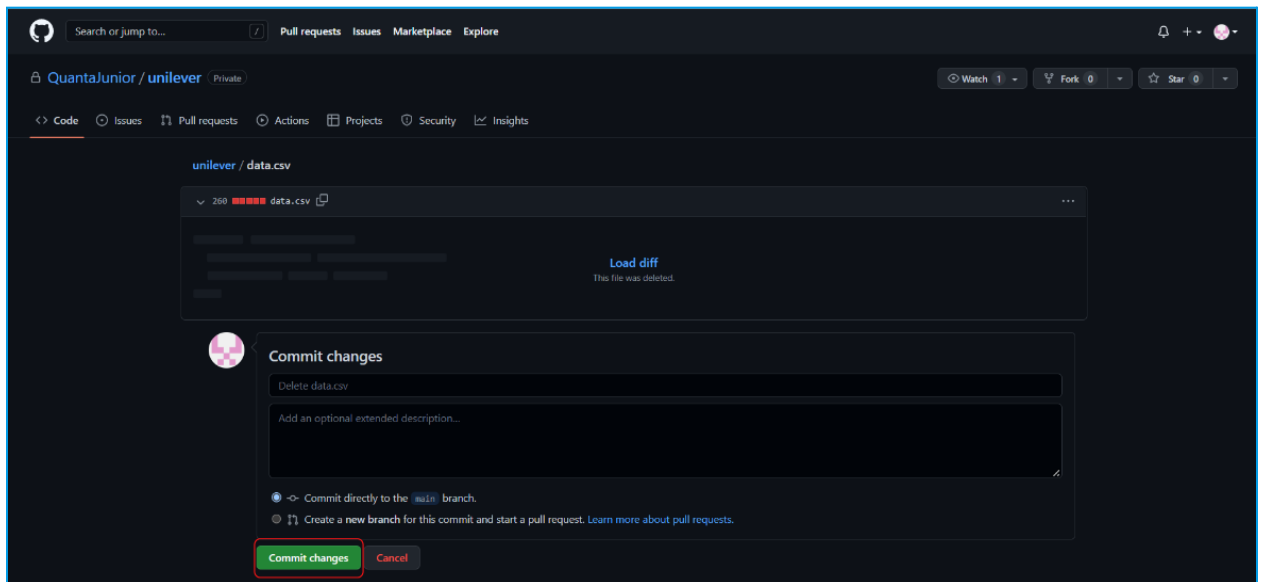 Search or jump to... / Pull requests Issues Marketplace Explore
QuantaJunior / unilever Private Watch 1 Fork 0 Star 0
<> Code Issues Pull requests Actions Projects Security Insights
unilever / data.csv
260 data.csv ...
Load diff
This file was deleted.
Commit changes
Delete data.csv
Add an optional extended description...
Commit directly to the main branch.
Create a new branch for this commit and start a pull request. Learn more about pull requests.
Commit changes Cancel